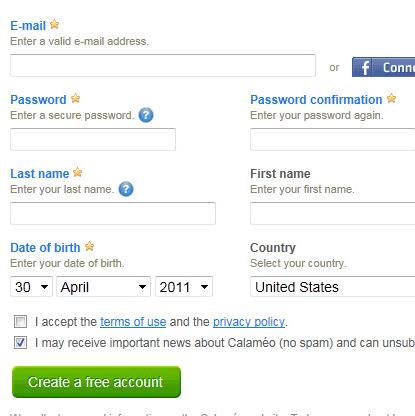 E-mail
Enter a valid e-mail address.
or
Password Password confirmation
Enter a secure password. ? Enter your password again.
Last name First name
Enter your last name. ? Enter your first name.
Date of birth Country
Enter your date of birth. Select your country.
30 April 2011 United States
I accept the terms of use and the privacy policy.
I may receive important news about Calaméo (no spam) and can
Create a free account